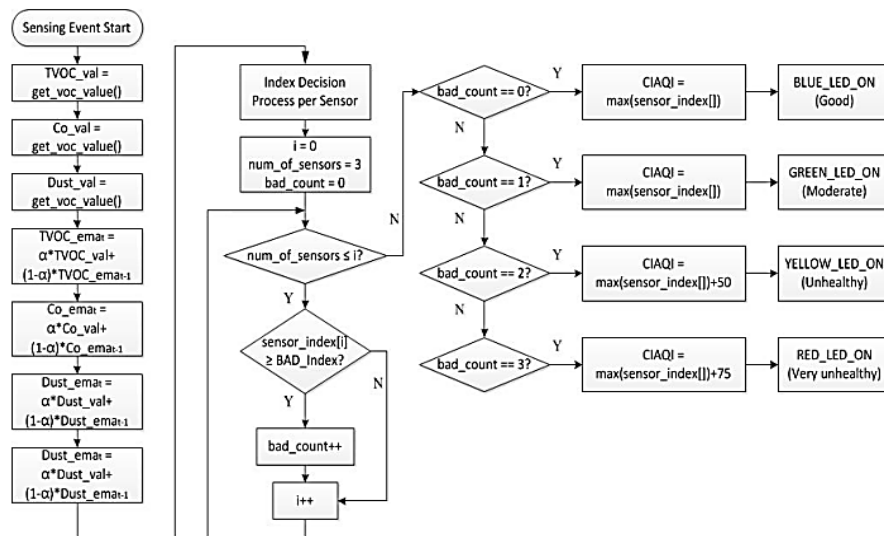 Sensing Event Start
TVOC_val =
get_voc_value()
Co_val =
get_voc_value()
Dust_val =
get_voc_value()
TVOC_emat =
α*TVOC_val+
(1-α)*TVOC_emat-1
Co_emat =
α*Co_val+
(1-α)*Co_emat-1
Dust_emat =
α*Dust_val+
(1-α)*Dust_emat-1
Dust_emat =
α*Dust_val+
(1-α)*Dust_emat-1
Index Decision
Process per Sensor
i = 0
num_of_sensors = 3
bad_count = 0
num_of_sensors ≤ i?
N
Y
sensor_index[i]
≥ BAD_Index?
N
Y
bad_count++
i++
bad_count == 0?
Y
N
CIAQI =
max(sensor_index[])
BLUE_LED_ON
(Good)
bad_count == 1?
Y
N
CIAQI =
max(sensor_index[])
GREEN_LED_ON
(Moderate)
bad_count == 2?
Y
N
CIAQI =
max(sensor_index[])+50
YELLOW_LED_ON
(Unhealthy)
bad_count == 3?
Y
CIAQI =
max(sensor_index[])+75
RED_LED_ON
(Very unhealthy)